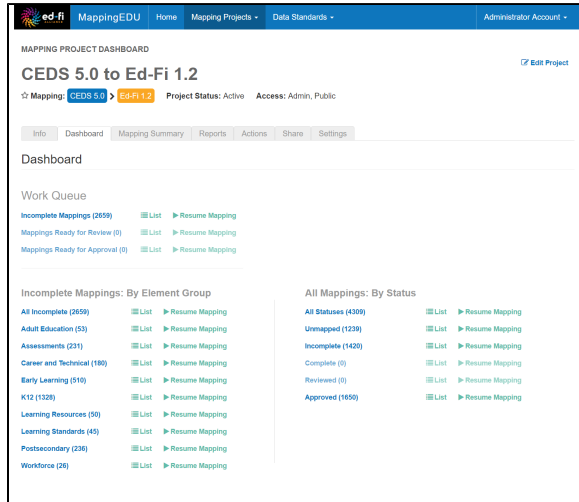 ed-fi ALLIANCE MappingEDU Home Mapping Projects Data Standards Administrator Account
MAPPING PROJECT DASHBOARD
Edit Project
CEDS 5.0 to Ed-Fi 1.2
Mapping: CEDS 5.0 > Ed-Fi 1.2 Project Status: Active Access: Admin, Public
Info Dashboard Mapping Summary Reports Actions Share Settings
Dashboard
Work Queue
Incomplete Mappings (2659) List Resume Mapping
Mappings Ready for Review (0) List Resume Mapping
Mappings Ready for Approval (0) List Resume Mapping
Incomplete Mappings: By Element Group
All Incomplete (2659) List Resume Mapping
Adult Education (53) List Resume Mapping
Assessments (231) List Resume Mapping
Career and Technical (180) List Resume Mapping
Early Learning (510) List Resume Mapping
K12 (1328) List Resume Mapping
Learning Resources (50) List Resume Mapping
Learning Standards (45) List Resume Mapping
Postsecondary (236) List Resume Mapping
Workforce (26) List Resume Mapping
All Mappings: By Status
All Statuses (4309) List Resume Mapping
Unmapped (1239) List Resume Mapping
Incomplete (1420) List Resume Mapping
Complete (0) List Resume Mapping
Reviewed (0) List Resume Mapping
Approved (1650) List Resume Mapping